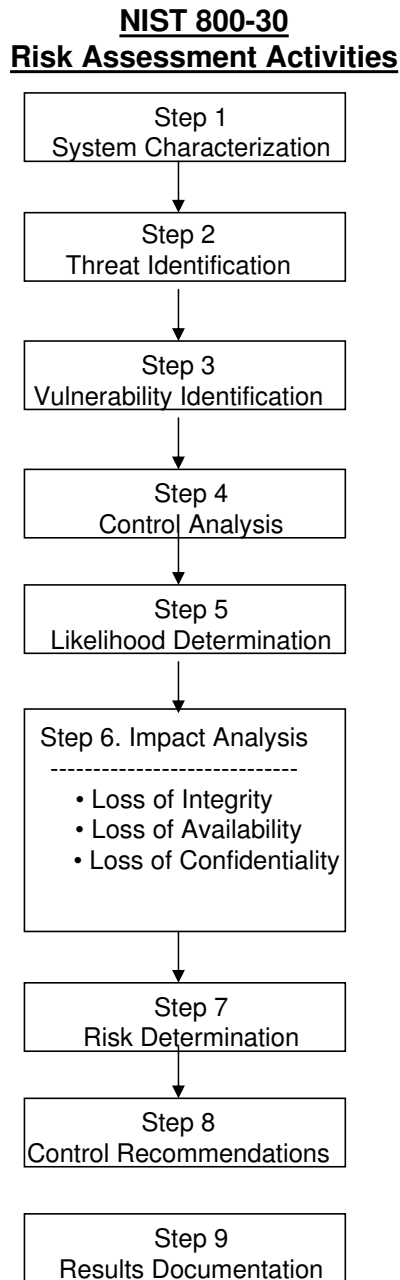 NIST 800-30
Risk Assessment Activities
Step 1
System Characterization
Step 2
Threat Identification
Step 3
Vulnerability Identification
Step 4
Control Analysis
Step 5
Likelihood Determination
Step 6. Impact Analysis
-----------------------------
• Loss of Integrity
• Loss of Availability
• Loss of Confidentiality
Step 7
Risk Determination
Step 8
Control Recommendations
Step 9
Results Documentation